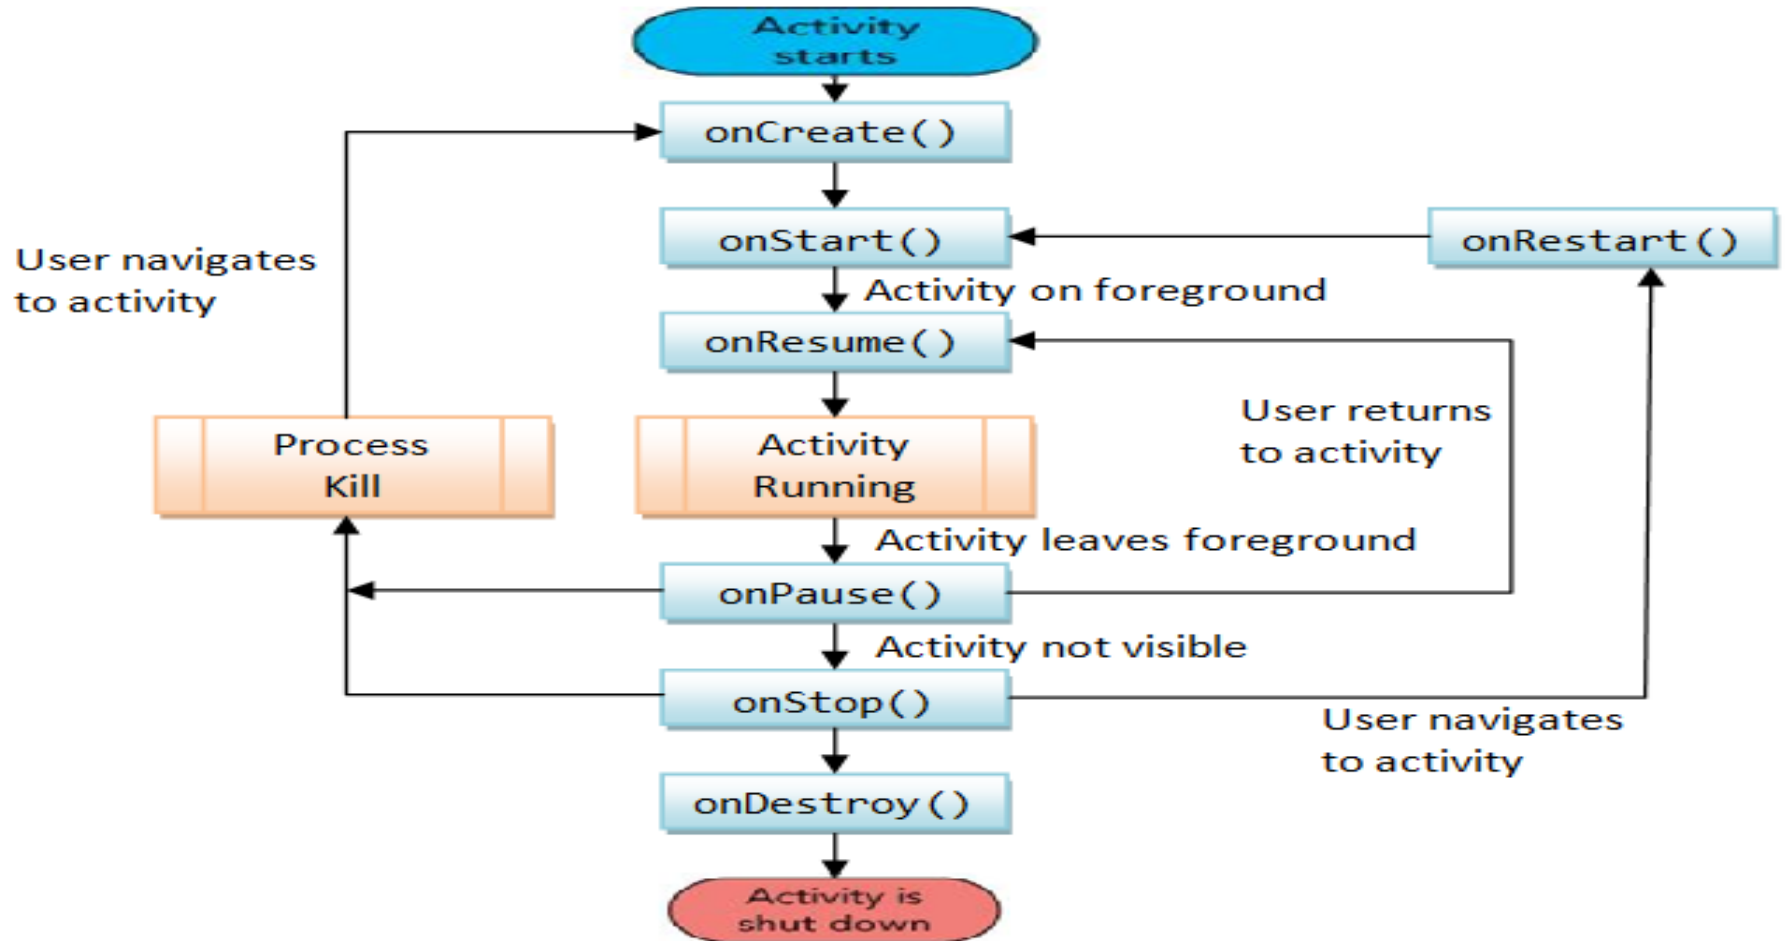 Activity
starts
onCreate()
onStart()
onRestart()
User navigates
to activity
Activity on foreground
onResume()
User returns
to activity
Process
Kill
Activity
Running
Activity leaves foreground
onPause()
Activity not visible
onStop()
User navigates
to activity
onDestroy()
Activity is
shut down